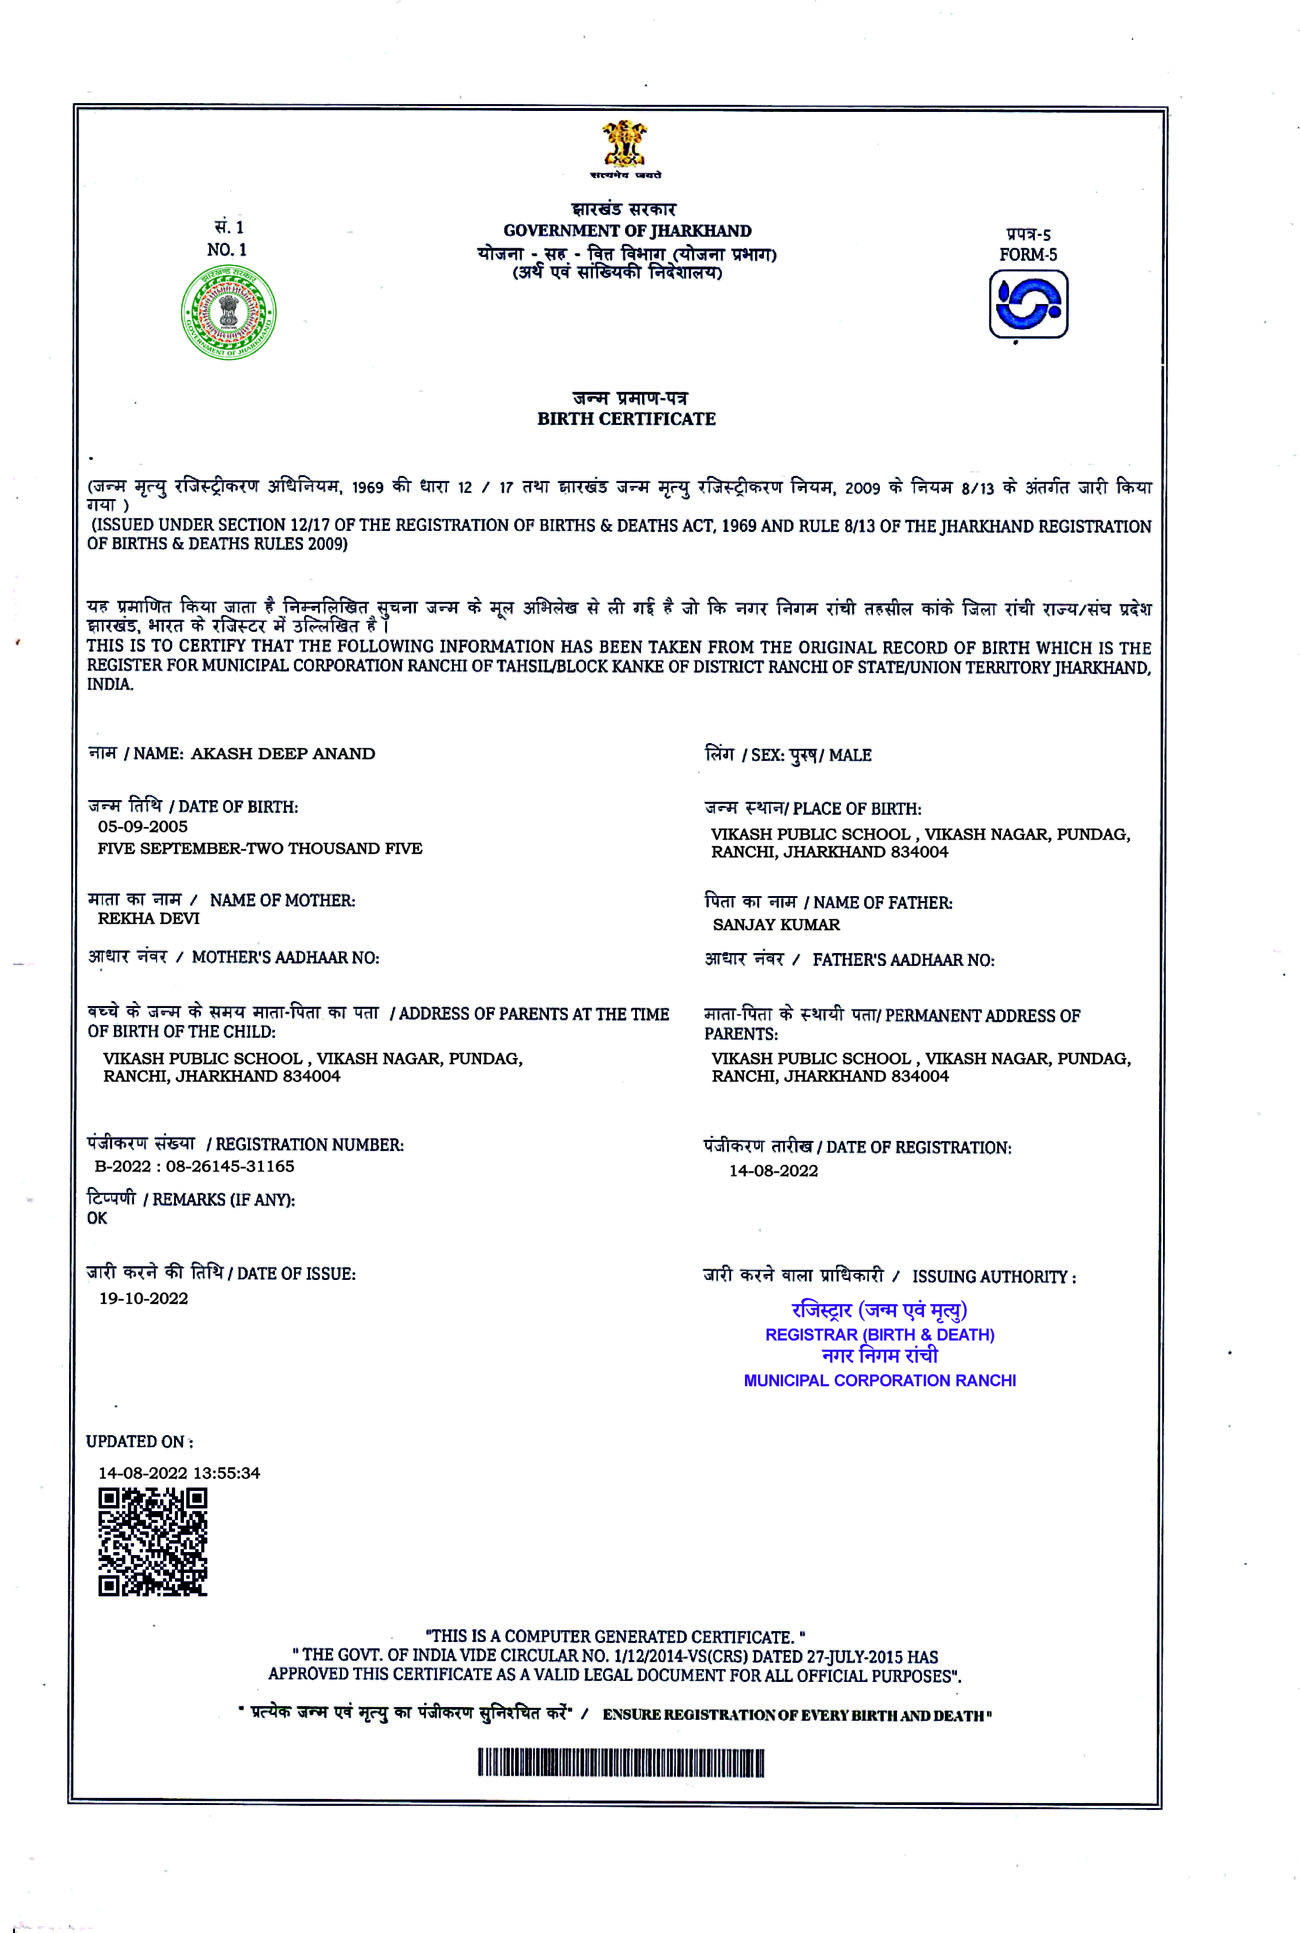 सत्यमेव जयते
झारखंड सरकार
GOVERNMENT OF JHARKHAND
योजना - सह - वित्त विभाग (योजना प्रभाग)
(अर्थ एवं सांख्यिकी निदेशालय)
सं. 1
NO. 1
झारखण्ड सरकार
GOVERNMENT OF JHARKHAND
प्रपत्र-5
FORM-5
जन्म प्रमाण-पत्र
BIRTH CERTIFICATE
(जन्म मृत्यु रजिस्ट्रीकरण अधिनियम, 1969 की धारा 12 / 17 तथा झारखंड जन्म मृत्यु रजिस्ट्रीकरण नियम, 2009 के नियम 8/13 के अंतर्गत जारी किया
गया )
(ISSUED UNDER SECTION 12/17 OF THE REGISTRATION OF BIRTHS & DEATHS ACT, 1969 AND RULE 8/13 OF THE JHARKHAND REGISTRATION
OF BIRTHS & DEATHS RULES 2009)
यह प्रमाणित किया जाता है निम्नलिखित सुचना जन्म के मूल अभिलेख से ली गई है जो कि नगर निगम रांची तहसील कांके जिला रांची राज्य/संघ प्रदेश
झारखंड, भारत के रजिस्टर में उल्लिखित है।
THIS IS TO CERTIFY THAT THE FOLLOWING INFORMATION HAS BEEN TAKEN FROM THE ORIGINAL RECORD OF BIRTH WHICH IS THE
REGISTER FOR MUNICIPAL CORPORATION RANCHI OF TAHSIL/BLOCK KANKE OF DISTRICT RANCHI OF STATE/UNION TERRITORY JHARKHAND,
INDIA.
नाम / NAME: AKASH DEEP ANAND
लिंग / SEX: पुरुष/ MALE
जन्म तिथि / DATE OF BIRTH:
05-09-2005
FIVE SEPTEMBER-TWO THOUSAND FIVE
जन्म स्थान/ PLACE OF BIRTH:
VIKASH PUBLIC SCHOOL , VIKASH NAGAR, PUNDAG,
RANCHI, JHARKHAND 834004
माता का नाम / NAME OF MOTHER:
REKHA DEVI
पिता का नाम / NAME OF FATHER:
SANJAY KUMAR
आधार नंबर / MOTHER'S AADHAAR NO:
आधार नंबर / FATHER'S AADHAAR NO:
बच्चे के जन्म के समय माता-पिता का पता / ADDRESS OF PARENTS AT THE TIME
OF BIRTH OF THE CHILD:
VIKASH PUBLIC SCHOOL , VIKASH NAGAR, PUNDAG,
RANCHI, JHARKHAND 834004
माता-पिता के स्थायी पता/ PERMANENT ADDRESS OF
PARENTS:
VIKASH PUBLIC SCHOOL , VIKASH NAGAR, PUNDAG,
RANCHI, JHARKHAND 834004
पंजीकरण संख्या / REGISTRATION NUMBER:
B-2022 : 08-26145-31165
पंजीकरण तारीख / DATE OF REGISTRATION:
14-08-2022
टिप्पणी / REMARKS (IF ANY):
OK
जारी करने की तिथि / DATE OF ISSUE:
19-10-2022
जारी करने वाला प्राधिकारी / ISSUING AUTHORITY :
रजिस्ट्रार (जन्म एवं मृत्यु)
REGISTRAR (BIRTH & DEATH)
नगर निगम रांची
MUNICIPAL CORPORATION RANCHI
UPDATED ON :
14-08-2022 13:55:34
"THIS IS A COMPUTER GENERATED CERTIFICATE. "
" THE GOVT. OF INDIA VIDE CIRCULAR NO. 1/12/2014-VS(CRS) DATED 27-JULY-2015 HAS
APPROVED THIS CERTIFICATE AS A VALID LEGAL DOCUMENT FOR ALL OFFICIAL PURPOSES".
" प्रत्येक जन्म एवं मृत्यु का पंजीकरण सुनिश्चित करें" / ENSURE REGISTRATION OF EVERY BIRTH AND DEATH "